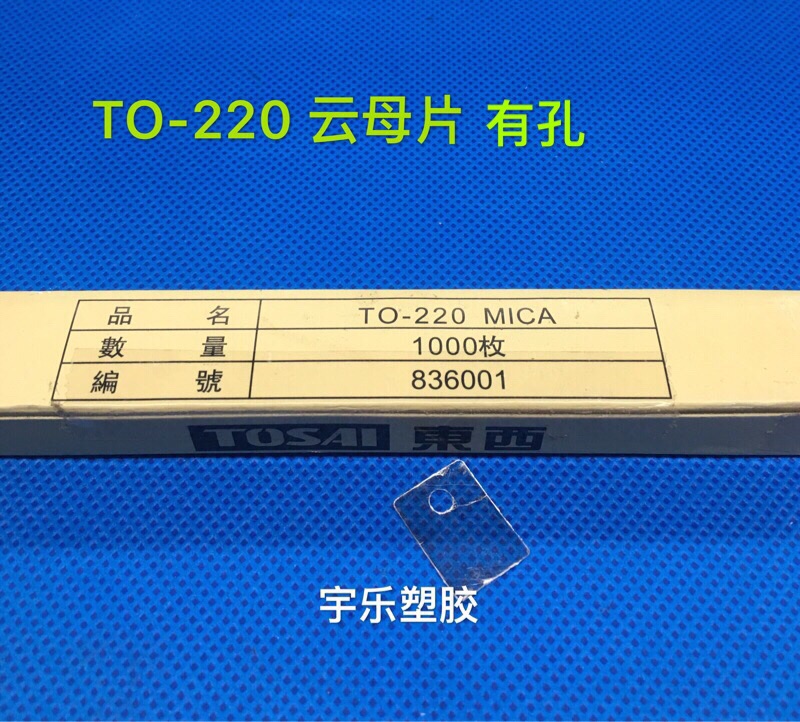 TO-220 云母片 有孔
品 名 TO-220 MICA
數 量 1000枚
編 號 836001
TOSAI 東西
宇乐塑胶